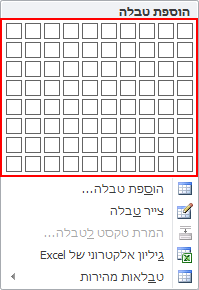 הוספת טבלה
הוספת טבלה...
צייר טבלה
המרת טקסט לטבלה...
גיליון אלקטרוני של Excel
טבלאות מהירות